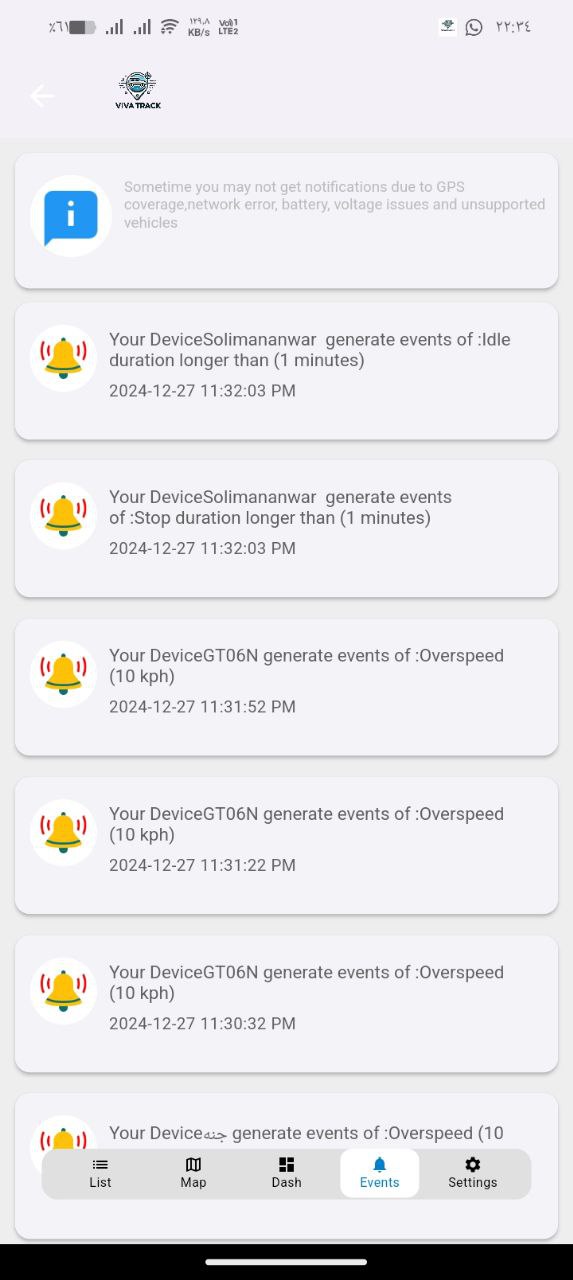 ٪٦١
١٢٩,٨ KB/s
Vo)) 1 LTE2
٢٢:٣٤
VIVA TRACK
Sometime you may not get notifications due to GPS
coverage,network error, battery, voltage issues and unsupported
vehicles
Your DeviceSolimananwar  generate events of :Idle
duration longer than (1 minutes)
2024-12-27 11:32:03 PM
Your DeviceSolimananwar  generate events
of :Stop duration longer than (1 minutes)
2024-12-27 11:32:03 PM
Your DeviceGT06N generate events of :Overspeed
(10 kph)
2024-12-27 11:31:52 PM
Your DeviceGT06N generate events of :Overspeed
(10 kph)
2024-12-27 11:31:22 PM
Your DeviceGT06N generate events of :Overspeed
(10 kph)
2024-12-27 11:30:32 PM
Your Deviceجنه generate events of :Overspeed (10
List
Map
Dash
Events
Settings